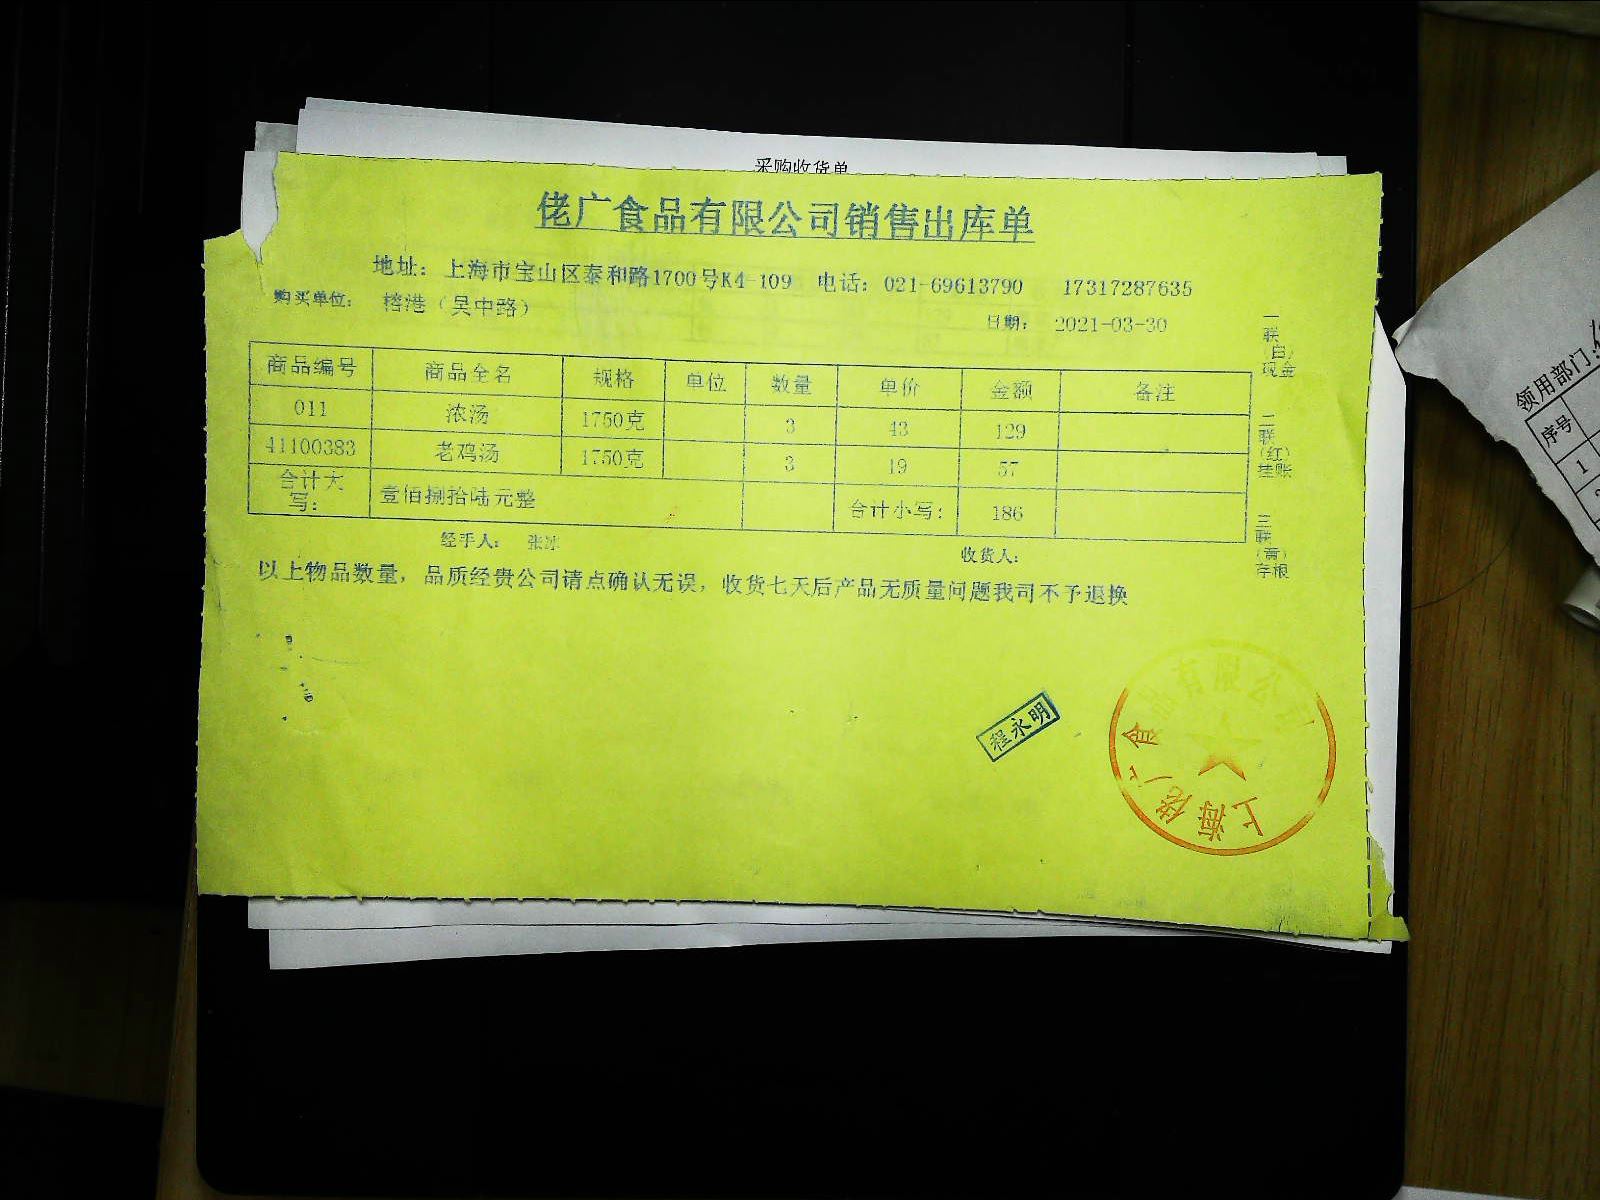 采购收货单
佬广食品有限公司销售出库单
地址：上海市宝山区泰和路1700号K4-109 电话：021-69613790 17317287635
购买单位：榕港（吴中路）
日期：2021-03-30
商品编号 商品全名 规格 单位 数量 单价 金额 备注
011 浓汤 1750克 3 43 129
41100383 老鸡汤 1750克 3 19 57
合计大写： 壹佰捌拾陆元整 合计小写： 186
经手人： 张冰 收货人：
以上物品数量，品质经贵公司请点确认无误，收货七天后产品无质量问题我司不予退换
一联（白）现金
二联（红）挂账
三联（黄）存根
程永明
上海佬广食品有限公司
领用部门：
序号
1